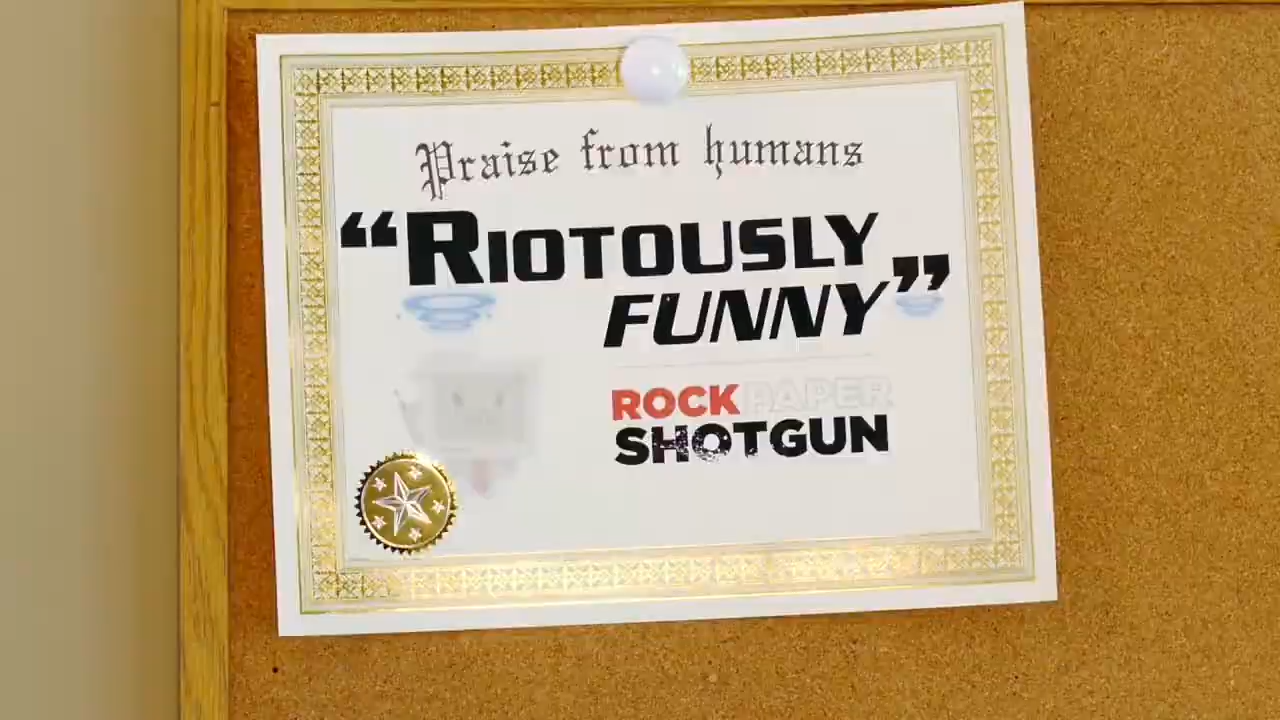 Praise from humans
“RIOTOUSLY
FUNNY”
ROCK PAPER
SHOTGUN